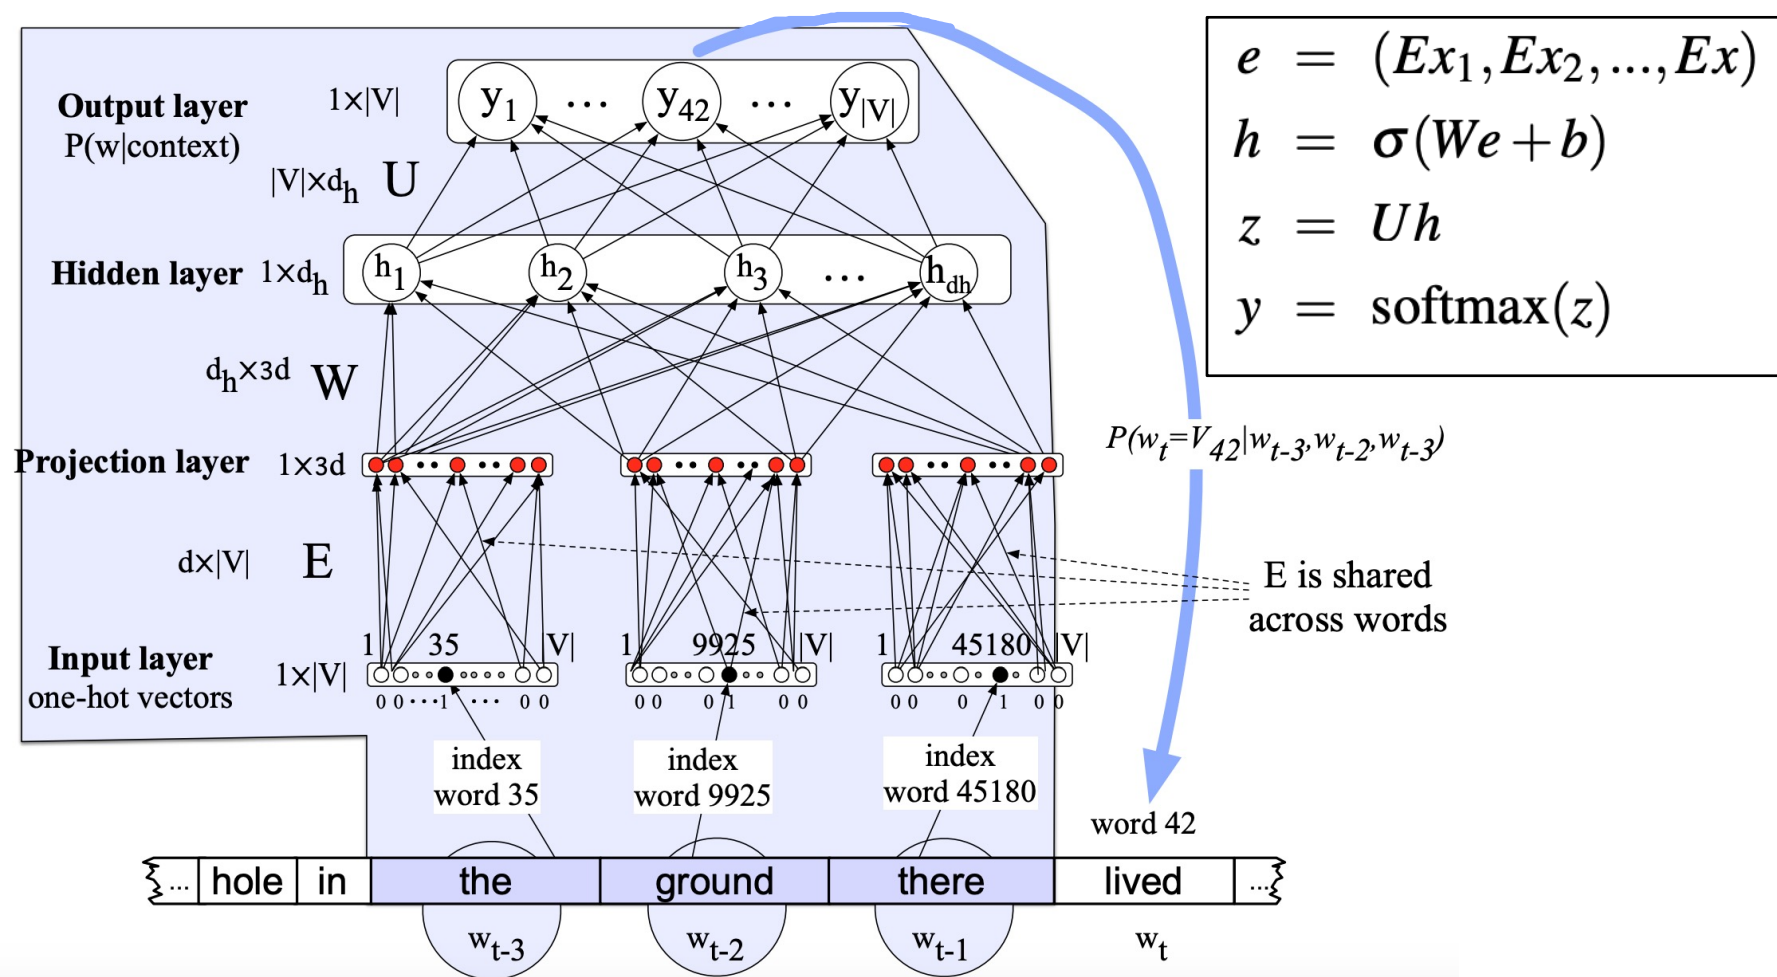 Output layer 1×|V| y1 ... y42 ... y|V|
P(w|context)
|V|×dh U
Hidden layer 1×dh h1 h2 h3 ... hdh
dh×3d W
Projection layer 1×3d
d×|V| E
1 35 |V| 1 9925 |V| 1 45180 |V|
Input layer 1×|V|
one-hot vectors
0 0 ... 1 ... 0 0 0 0 0 1 0 0 0 0 0 1 0 0
index
word 35
index
word 9925
index
word 45180
word 42
... hole in the ground there lived ...
wt-3 wt-2 wt-1 wt
e = (Ex1, Ex2, ..., Ex)
h = σ(We + b)
z = Uh
y = softmax(z)
P(wt=V42|wt-3,wt-2,wt-3)
E is shared
across words